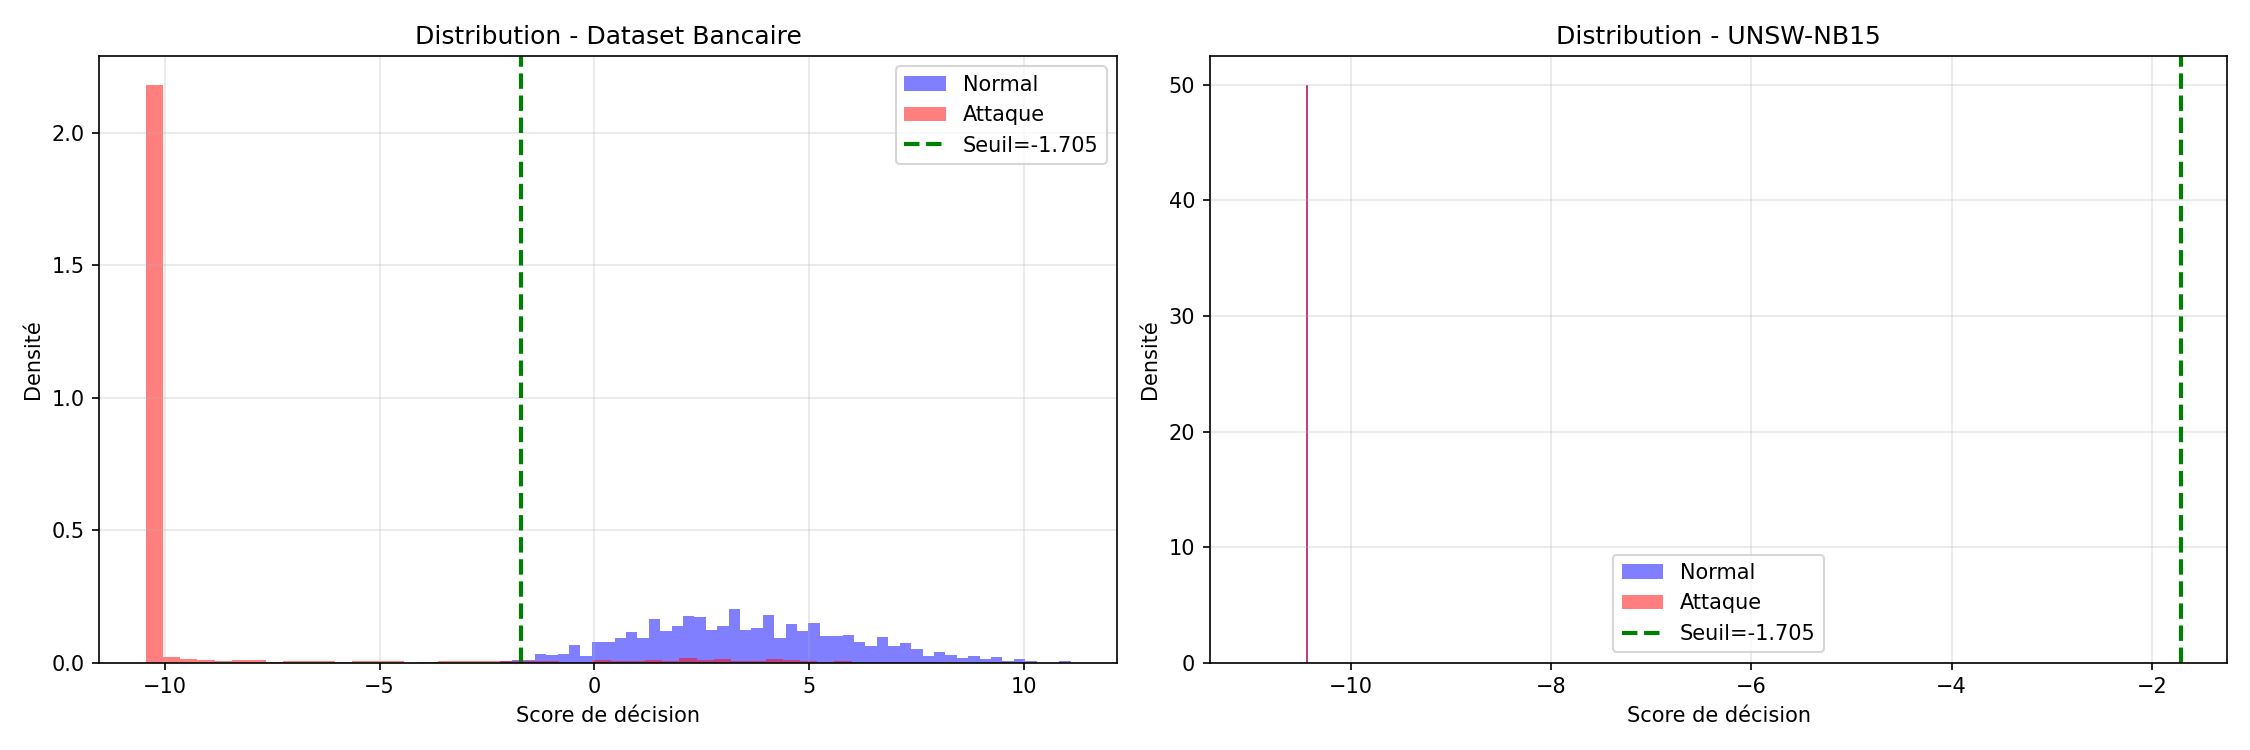 Distribution - Dataset Bancaire
Densité
2.0
1.5
1.0
0.5
0.0
−10
−5
0
5
10
Score de décision
Normal
Attaque
Seuil=-1.705
Distribution - UNSW-NB15
Densité
50
40
30
20
10
0
−10
−8
−6
−4
−2
Score de décision
Normal
Attaque
Seuil=-1.705